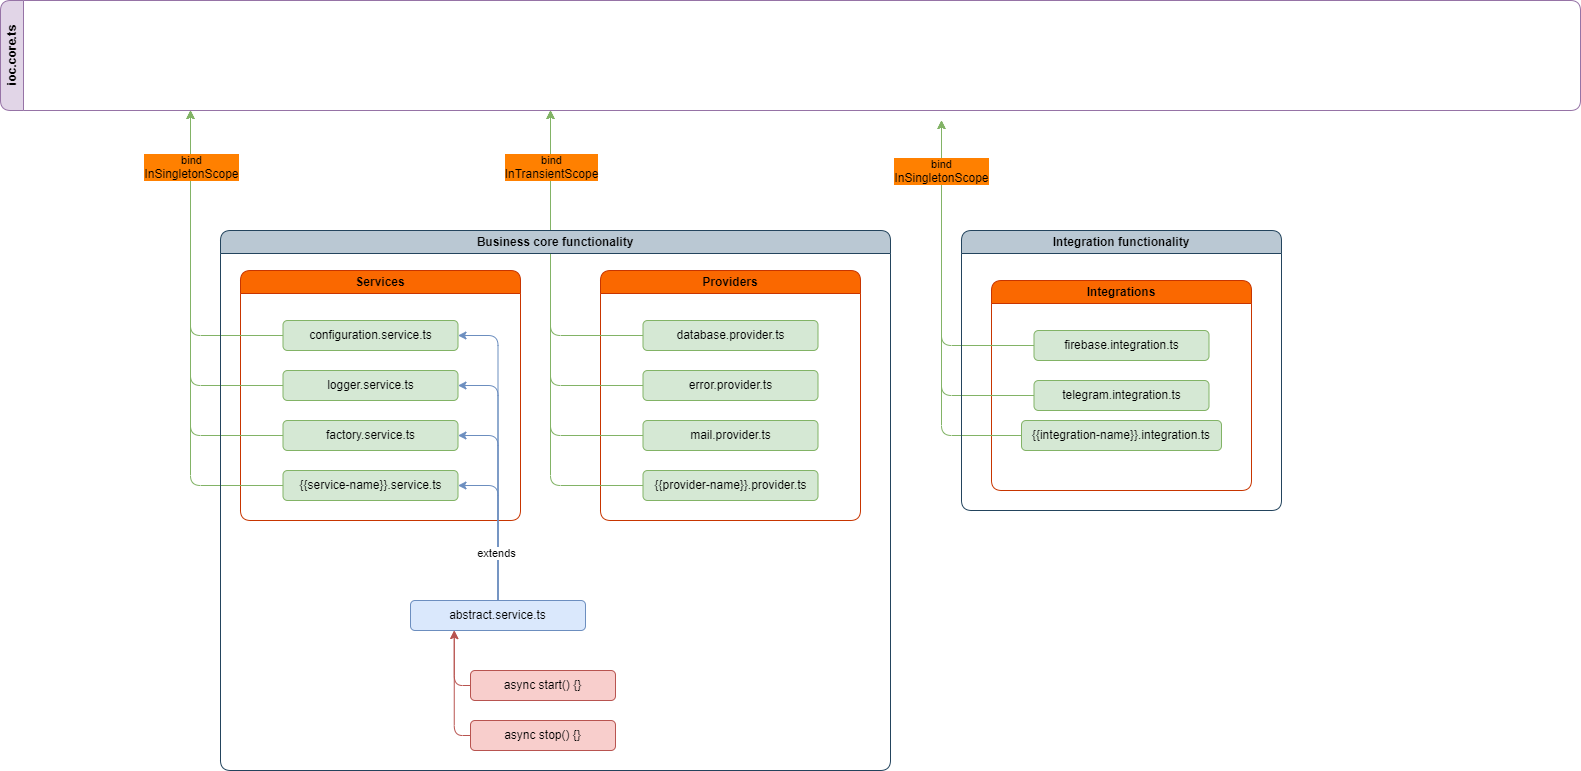 ioc.core.ts
bind
InSingletonScope
bind
InTransientScope
bind
InSingletonScope
Business core functionality
Services
configuration.service.ts
logger.service.ts
factory.service.ts
{{service-name}}.service.ts
Providers
database.provider.ts
error.provider.ts
mail.provider.ts
{{provider-name}}.provider.ts
extends
abstract.service.ts
async start() {}
async stop() {}
Integration functionality
Integrations
firebase.integration.ts
telegram.integration.ts
{{integration-name}}.integration.ts